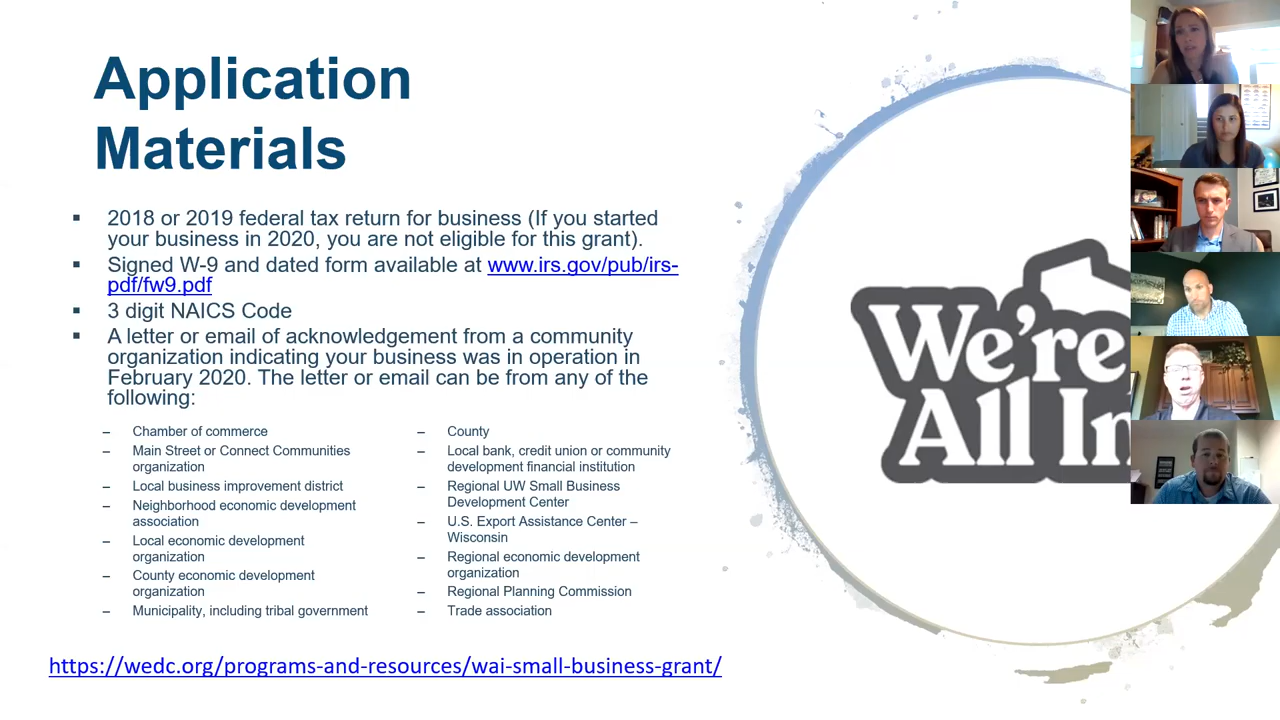 Application
Materials
▪ 2018 or 2019 federal tax return for business (If you started
your business in 2020, you are not eligible for this grant).
▪ Signed W-9 and dated form available at www.irs.gov/pub/irs-
pdf/fw9.pdf
▪ 3 digit NAICS Code
▪ A letter or email of acknowledgement from a community
organization indicating your business was in operation in
February 2020. The letter or email can be from any of the
following:
– Chamber of commerce
– Main Street or Connect Communities
organization
– Local business improvement district
– Neighborhood economic development
association
– Local economic development
organization
– County economic development
organization
– Municipality, including tribal government
– County
– Local bank, credit union or community
development financial institution
– Regional UW Small Business
Development Center
– U.S. Export Assistance Center –
Wisconsin
– Regional economic development
organization
– Regional Planning Commission
– Trade association
https://wedc.org/programs-and-resources/wai-small-business-grant/
We're
All In